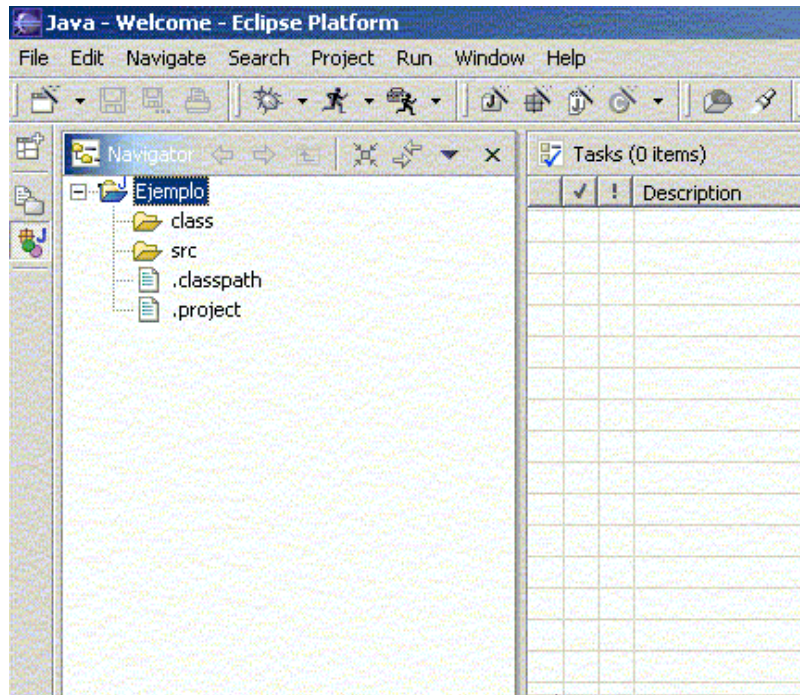 Java - Welcome - Eclipse Platform
File Edit Navigate Search Project Run Window Help
Navigator
Tasks (0 items)
! Description
Ejemplo
class
src
.classpath
.project